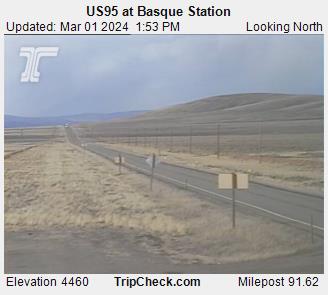 US95 at Basque Station
Updated: Mar 01 2024 1:53 PM Looking North
Elevation 4460 TripCheck.com Milepost 91.62